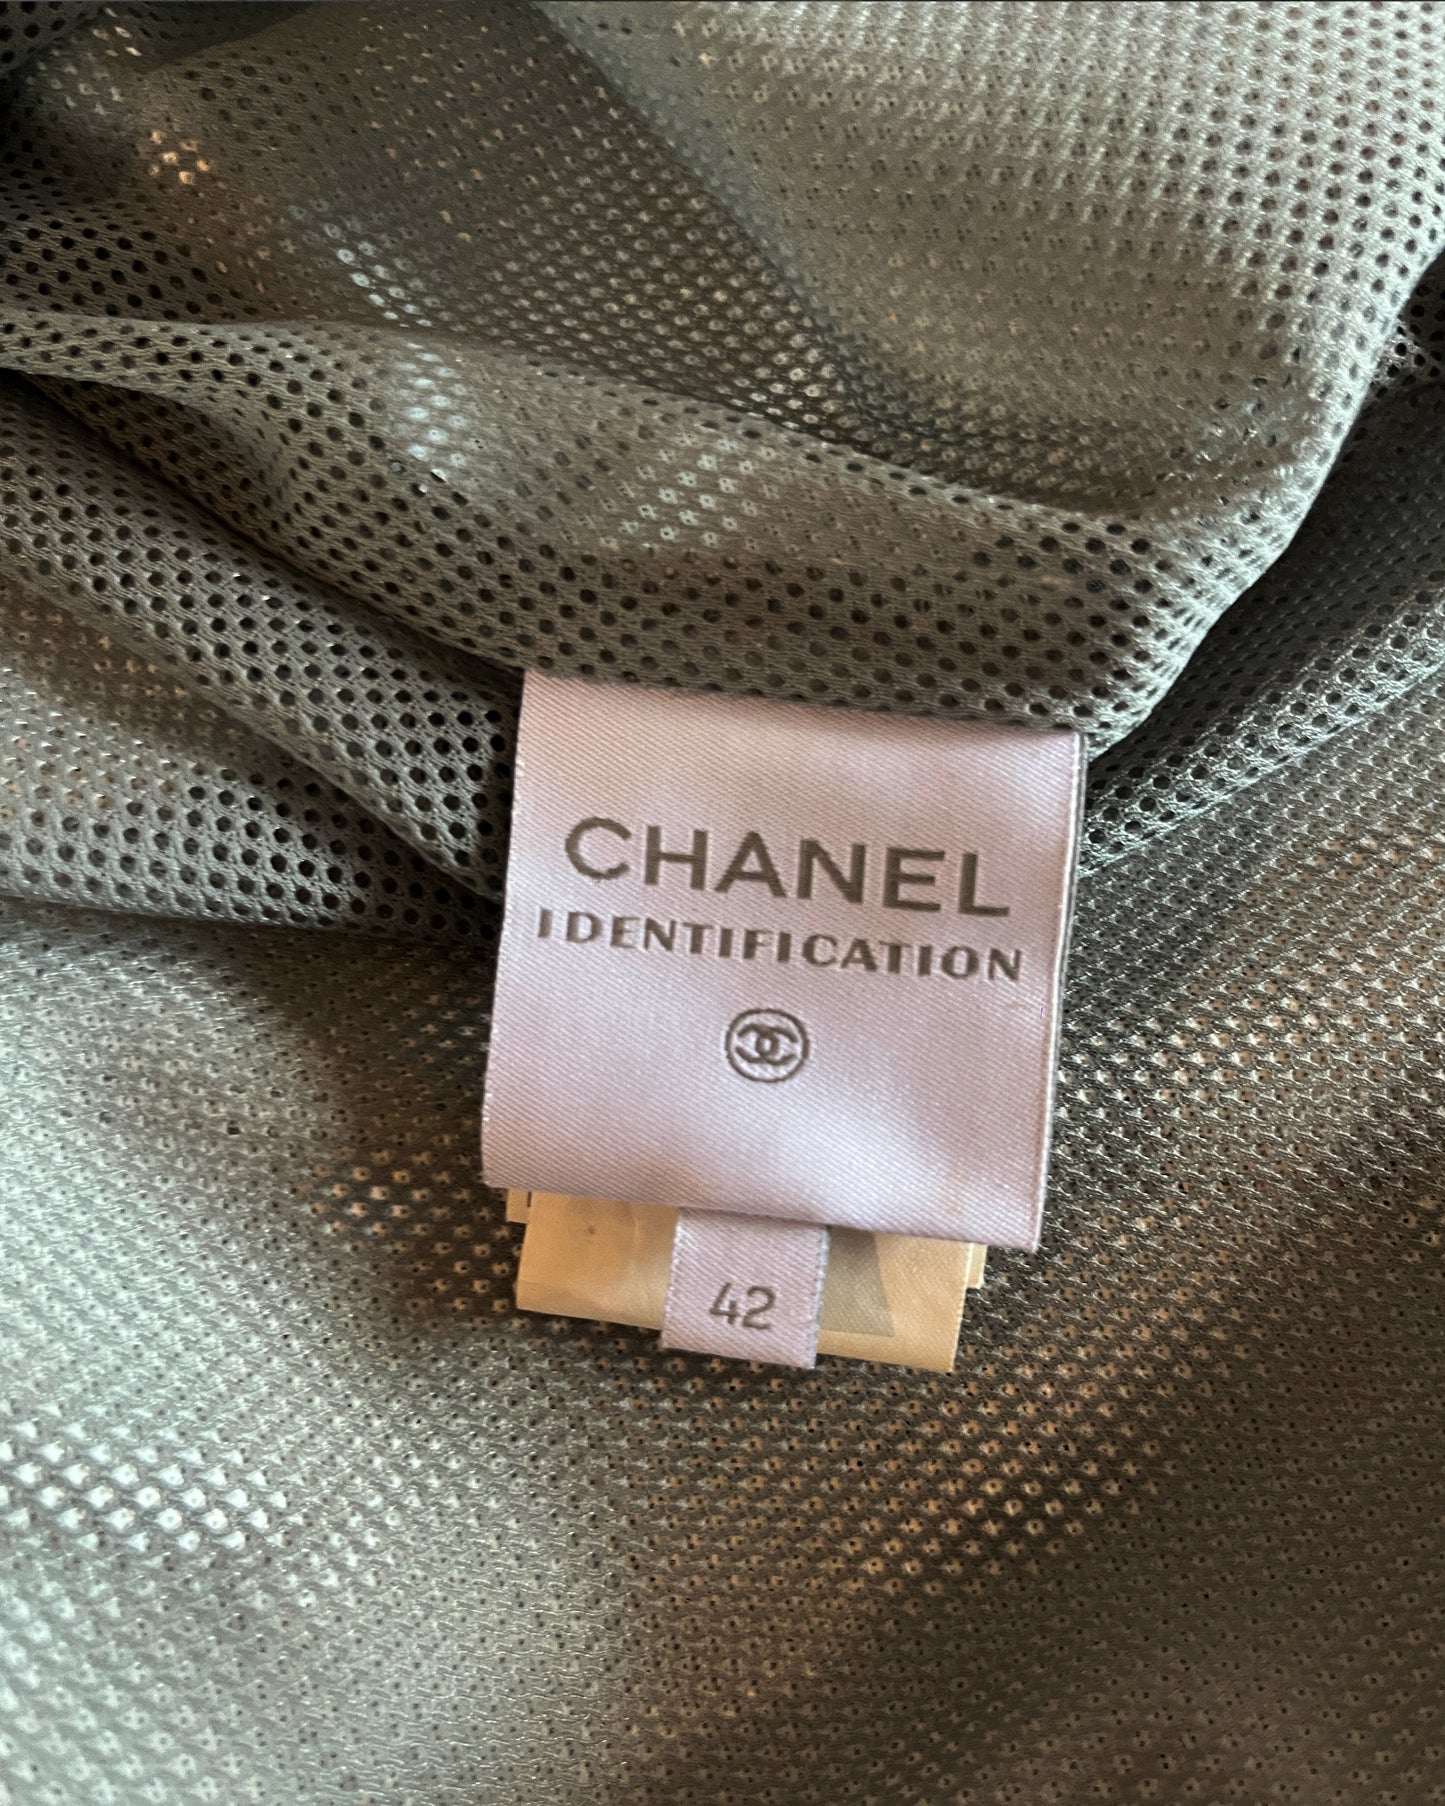 CHANEL
IDENTIFICATION
42